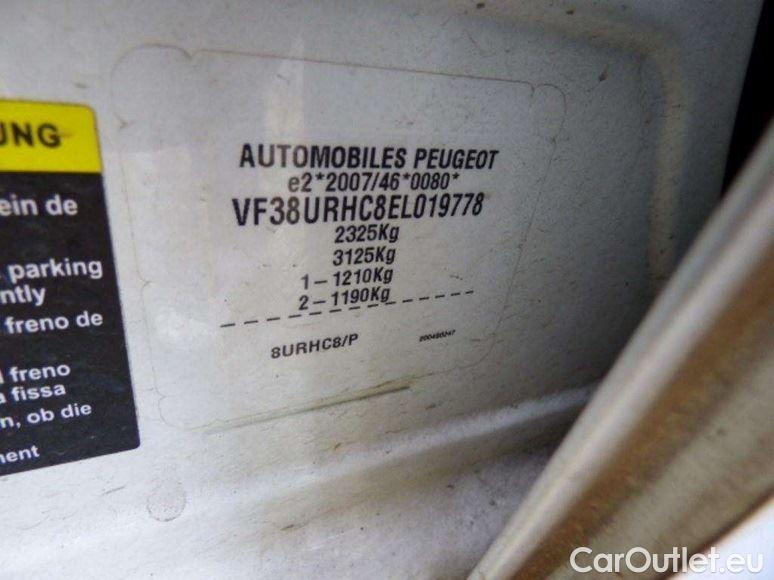 UNG
ein de
parking
ntly
freno de
l freno
a fissa
n, ob die
ment
AUTOMOBILES PEUGEOT
e2*2007/46*0080*
VF38URHC8EL019778
2325Kg
3125Kg
1-1210Kg
2-1190Kg
8URHC8/P
CarOutlet.eu